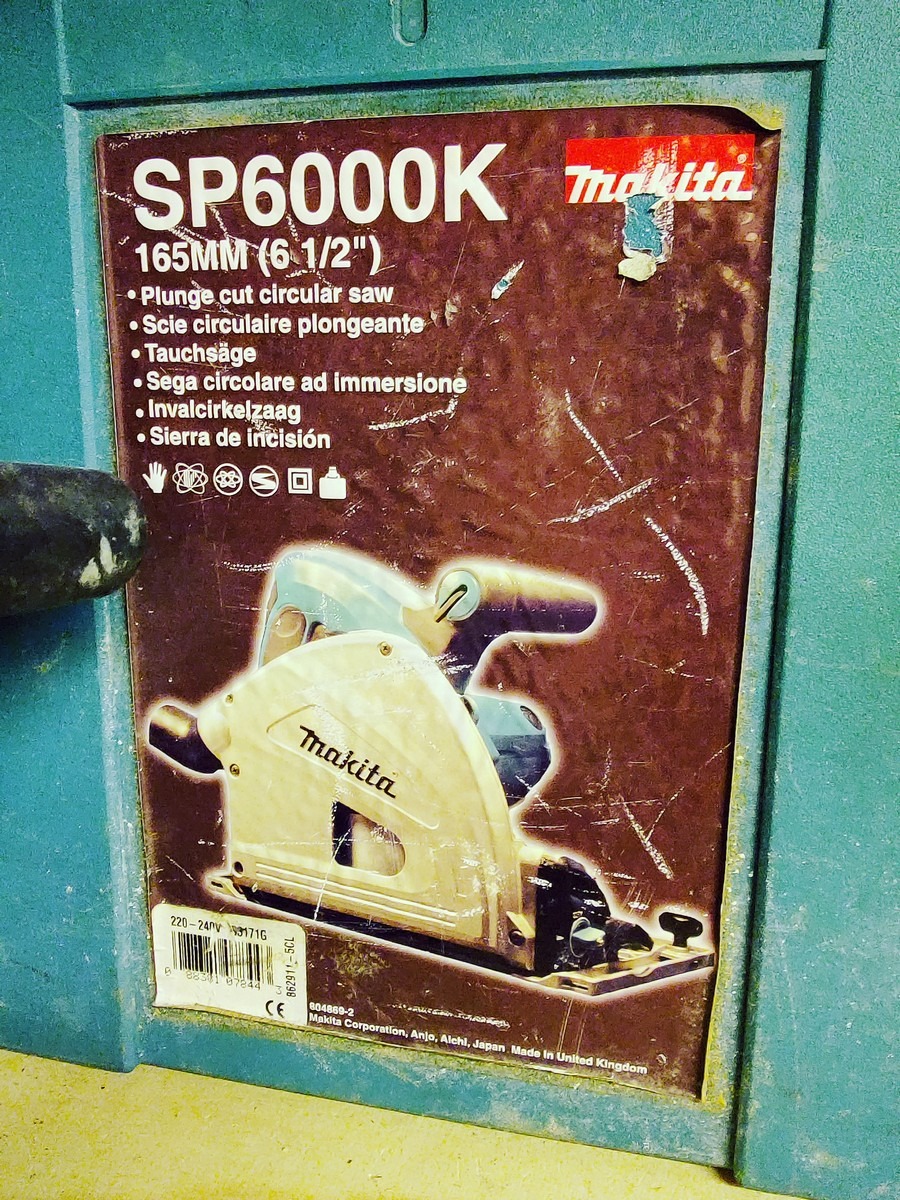 SP6000K
Makita
165MM (6 1/2")
• Plunge cut circular saw
• Scie circulaire plongeante
• Tauchsäge
• Sega circolare ad immersione
• Invalcirkelzaag
• Sierra de incisión
makita
220-240V
862911-5CL
CE
604869-2
Makita Corporation, Anjo, Aichi, Japan Made in United Kingdom